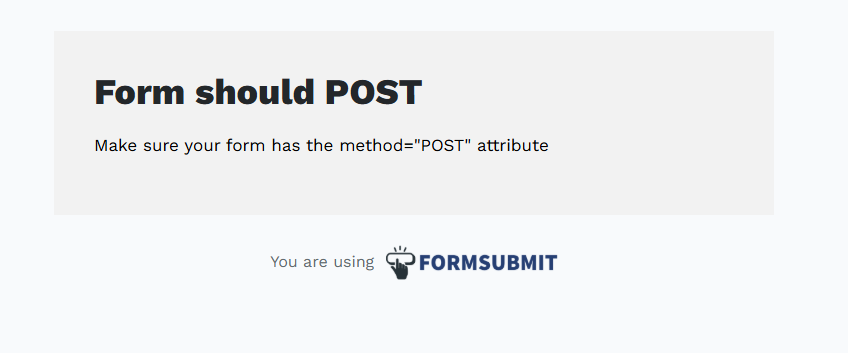 Form should POST
Make sure your form has the method="POST" attribute
You are using FORMSUBMIT